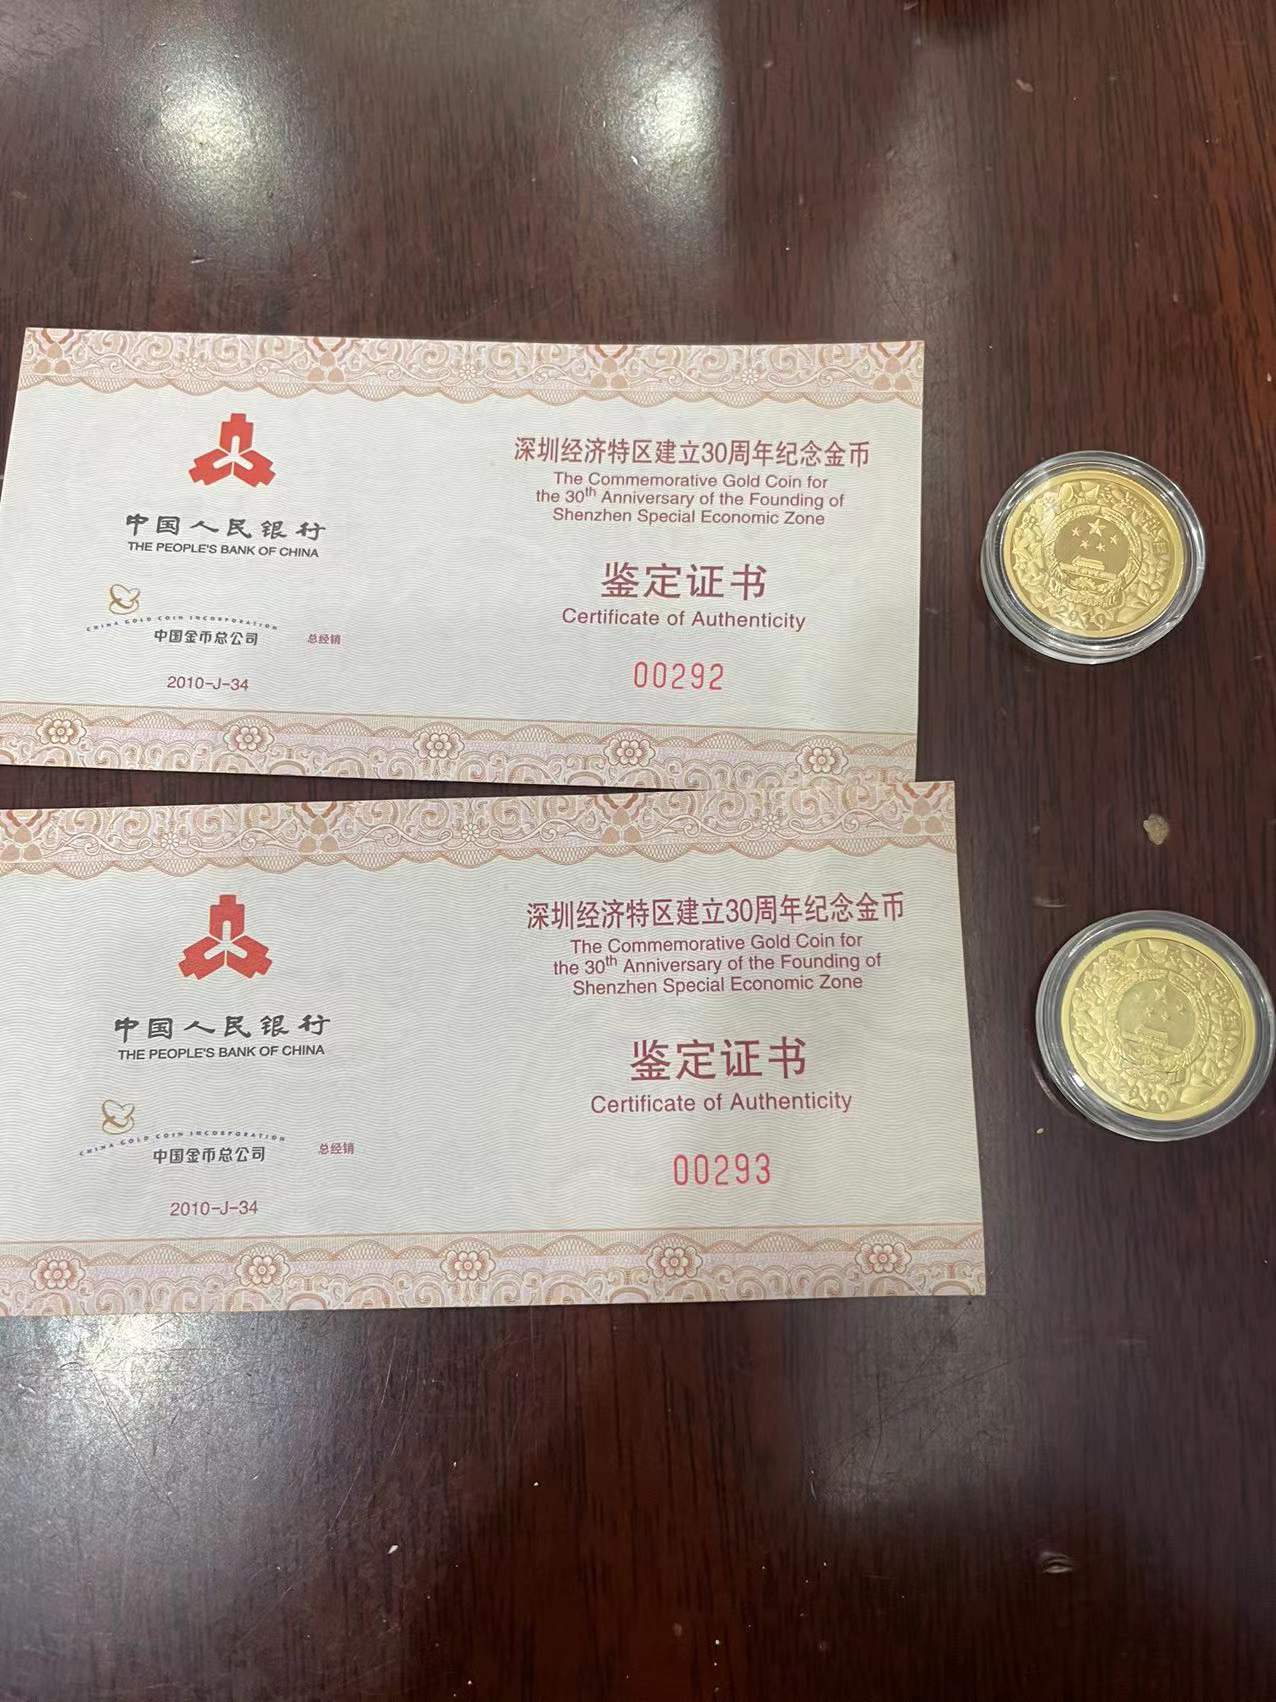 中国人民银行
THE PEOPLE'S BANK OF CHINA
CHINA GOLD COIN INCORPORATION
中国金币总公司 总经销
2010-J-34
深圳经济特区建立30周年纪念金币
The Commemorative Gold Coin for
the 30th Anniversary of the Founding of
Shenzhen Special Economic Zone
鉴定证书
Certificate of Authenticity
00292
2010
中国人民银行
THE PEOPLE'S BANK OF CHINA
CHINA GOLD COIN INCORPORATION
中国金币总公司 总经销
2010-J-34
深圳经济特区建立30周年纪念金币
The Commemorative Gold Coin for
the 30th Anniversary of the Founding of
Shenzhen Special Economic Zone
鉴定证书
Certificate of Authenticity
00293